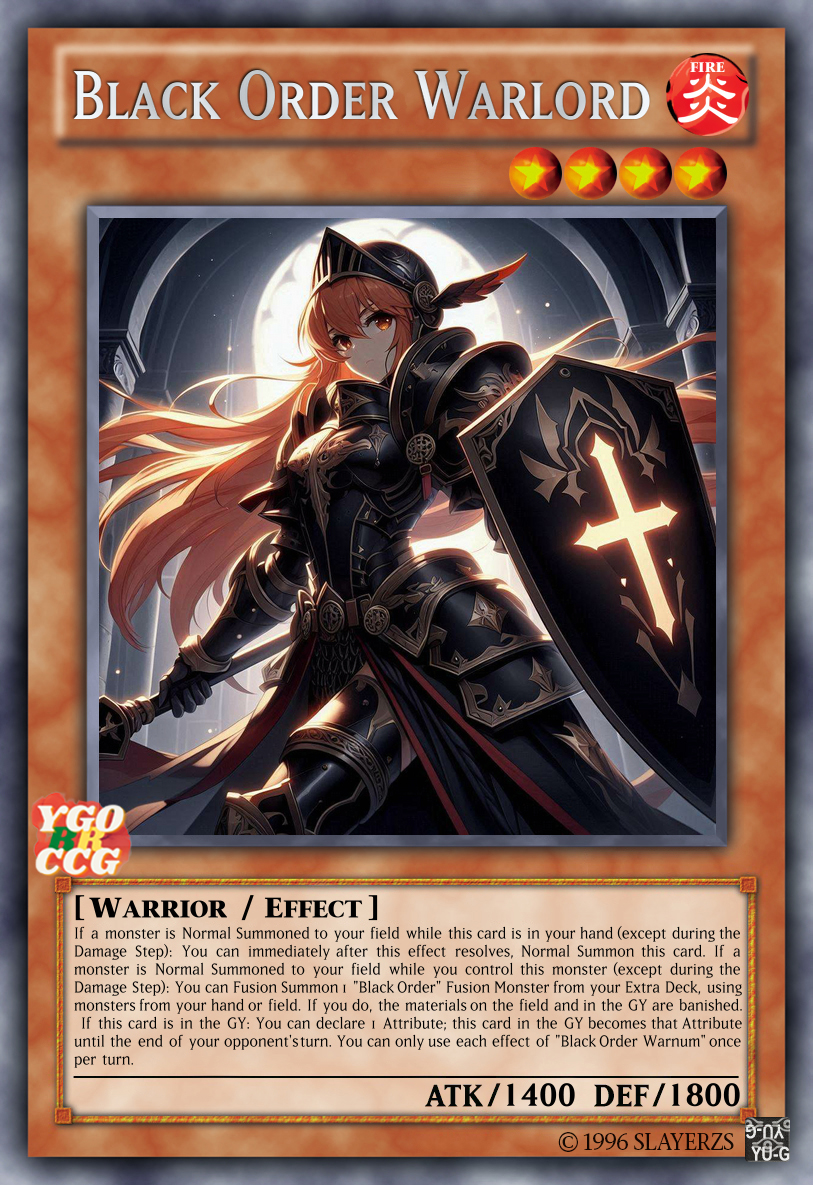 Black Order Warlord
FIRE
炎
YGO
RR
CCG
[ Warrior / Effect ]
If a monster is Normal Summoned to your field while this card is in your hand (except during the
Damage Step): You can immediately after this effect resolves, Normal Summon this card. If a
monster is Normal Summoned to your field while you control this monster (except during the
Damage Step): You can Fusion Summon 1 "Black Order" Fusion Monster from your Extra Deck, using
monsters from your hand or field. If you do, the materials on the field and in the GY are banished.
If this card is in the GY: You can declare 1 Attribute; this card in the GY becomes that Attribute
until the end of your opponent's turn. You can only use each effect of "Black Order Warnum" once
per turn.
ATK/1400 DEF/1800
© 1996 SLAYERZS
YU-G
YU-G